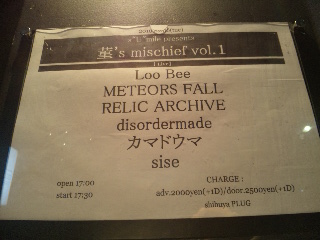 presents
's mischief vol.1
Loo Bee
METEORS FALL
RELIC ARCHIVE
disordermade
カマドウマ
sise
open 17:00
start 17:30
CHARGE :
adv.2000yen(+1D)/door.2500yen(+1D)
shibuya PLUG